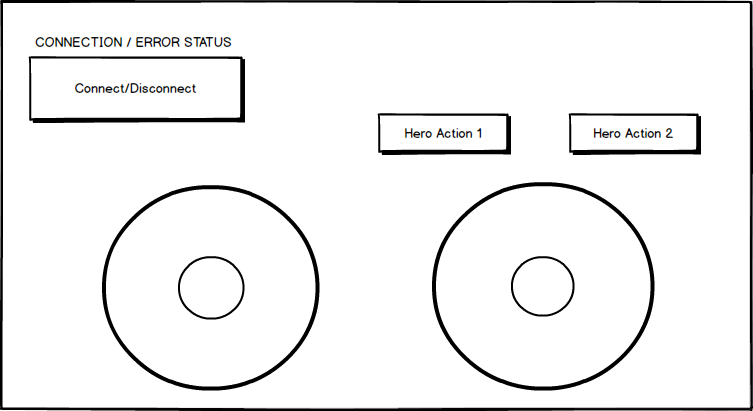 CONNECTION / ERROR STATUS
Connect/Disconnect
Hero Action 1
Hero Action 2